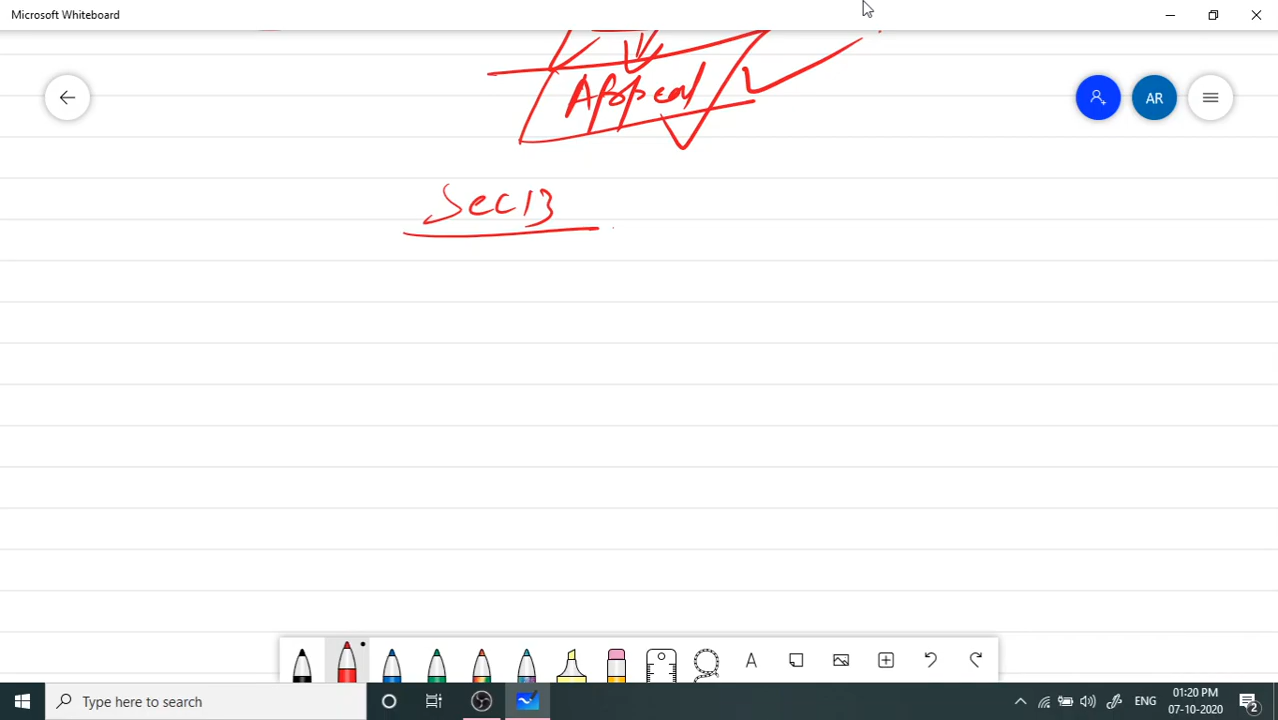 Microsoft Whiteboard
Appeal
AR
Sec 13
A
Type here to search
ENG
01:20 PM
07-10-2020
2